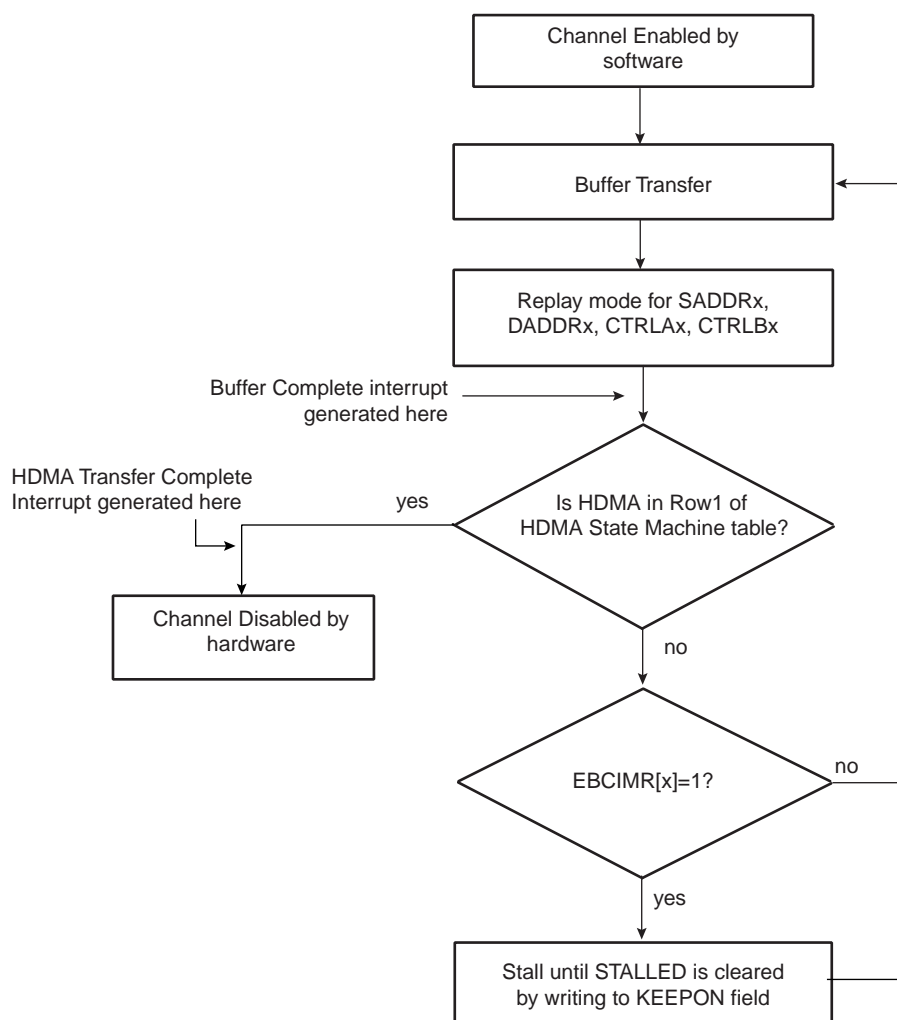 Channel Enabled by
software
Buffer Transfer
Replay mode for SADDRx,
DADDRx, CTRLAx, CTRLBx
Buffer Complete interrupt
generated here
HDMA Transfer Complete
Interrupt generated here
yes
Is HDMA in Row1 of
HDMA State Machine table?
Channel Disabled by
hardware
no
EBCIMR[x]=1?
no
yes
Stall until STALLED is cleared
by writing to KEEPON field